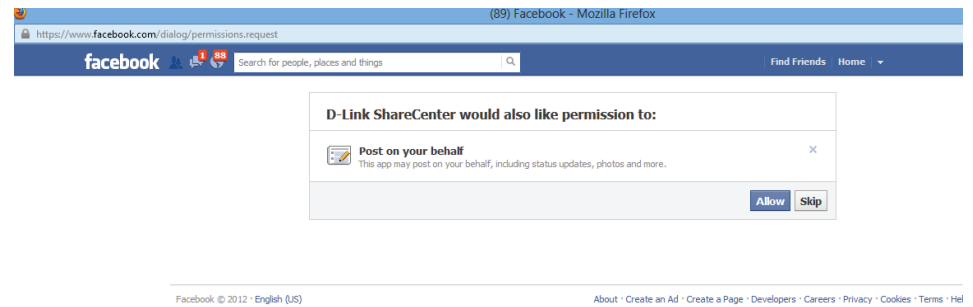 (89) Facebook - Mozilla Firefox
https://www.facebook.com/dialog/permissions.request
facebook 1 88 Search for people, places and things Find Friends Home
D-Link ShareCenter would also like permission to:
Post on your behalf
This app may post on your behalf, including status updates, photos and more.
Allow Skip
Facebook © 2012 · English (US) About · Create an Ad · Create a Page · Developers · Careers · Privacy · Cookies · Terms · Hel